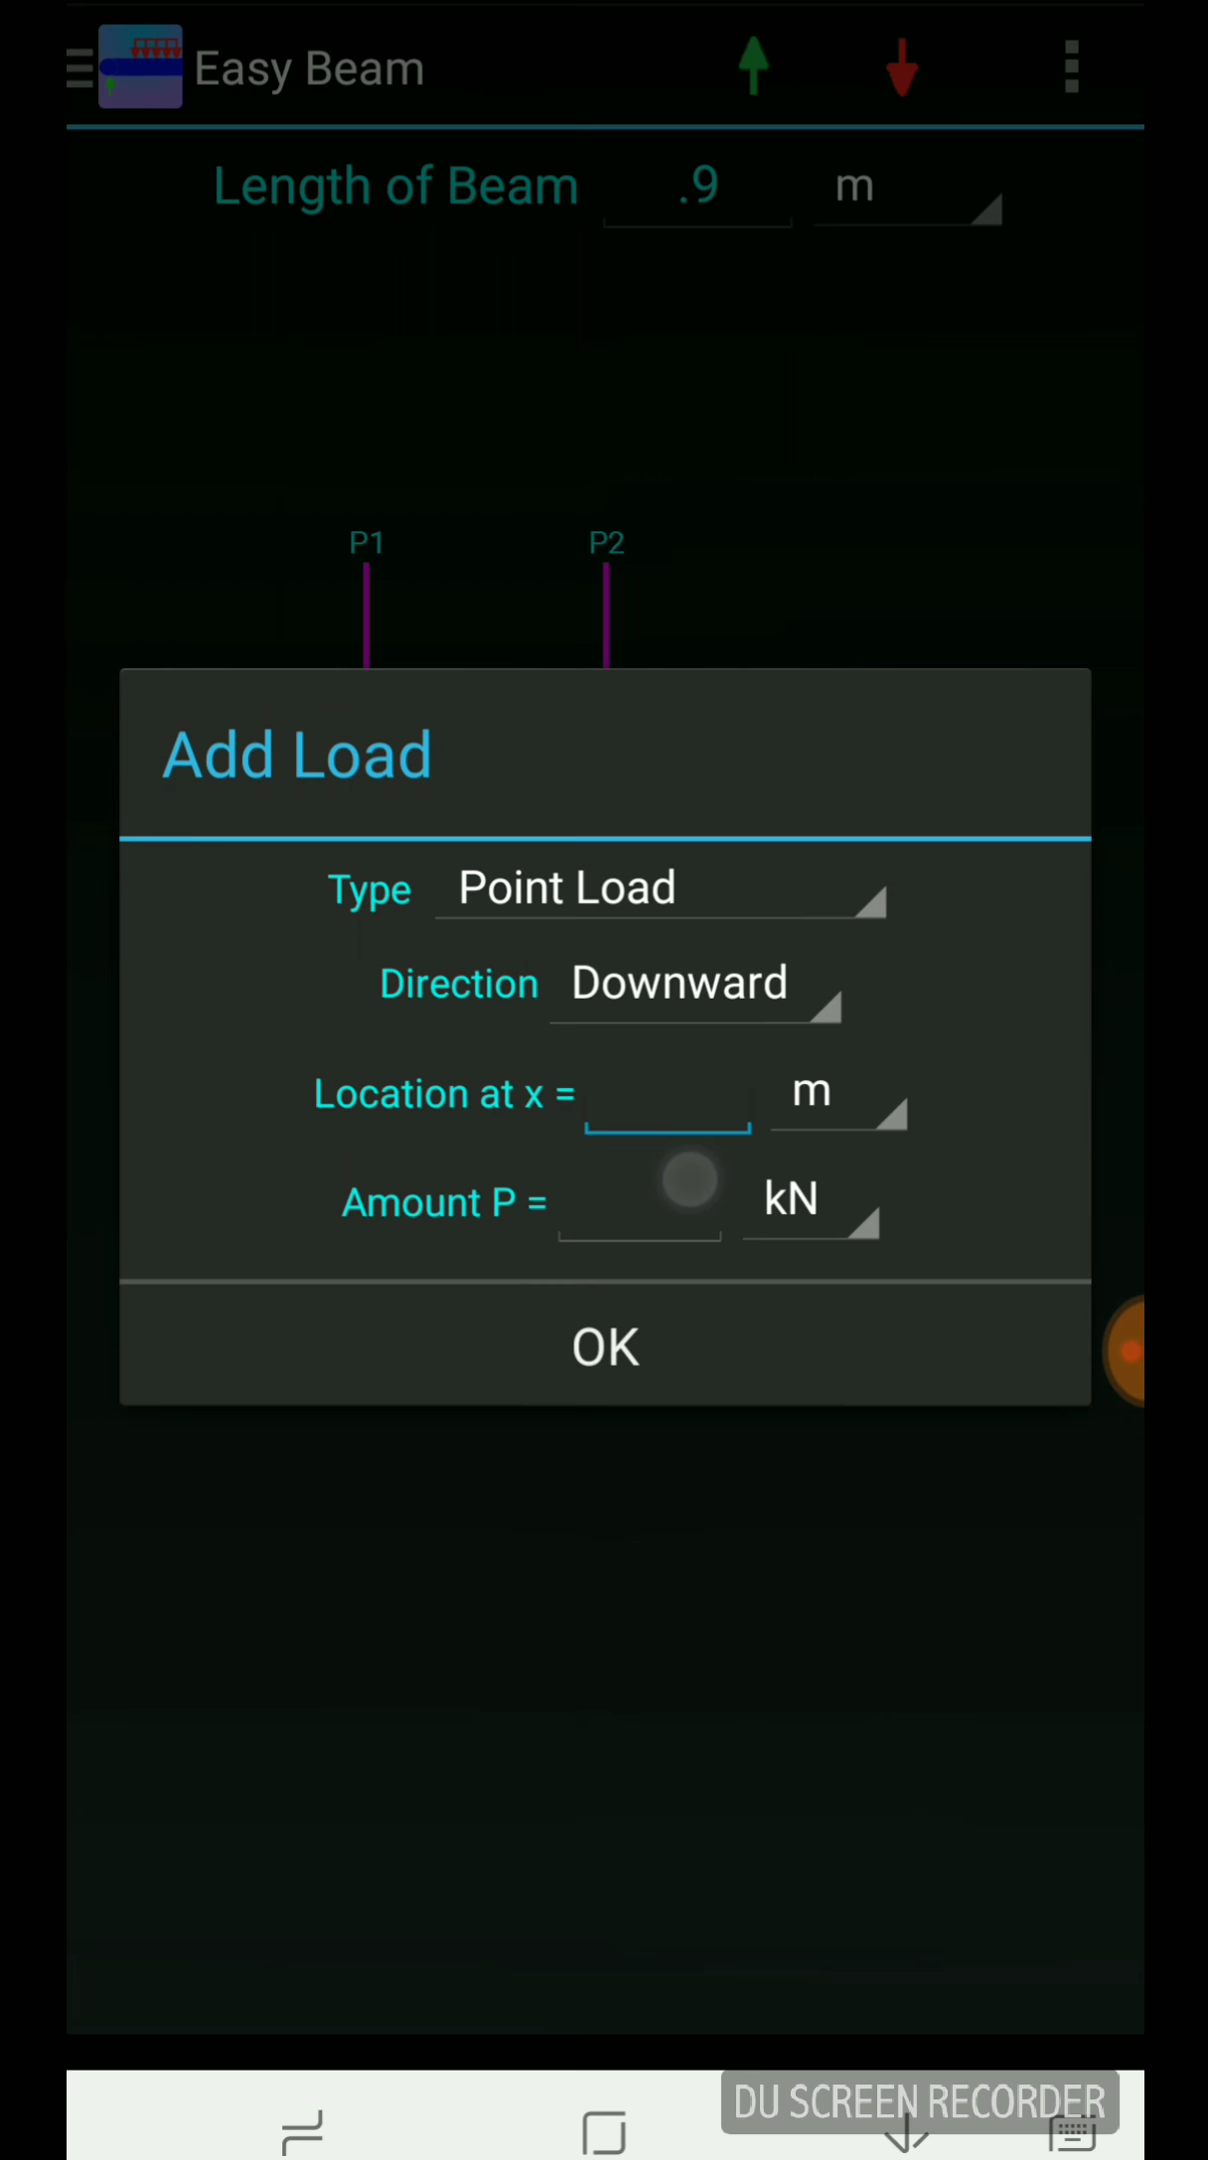 Easy Beam
Length of Beam .9 m
P1 P2
Add Load
Type Point Load
Direction Downward
Location at x = m
Amount P = kN
OK
DU SCREEN RECORDER